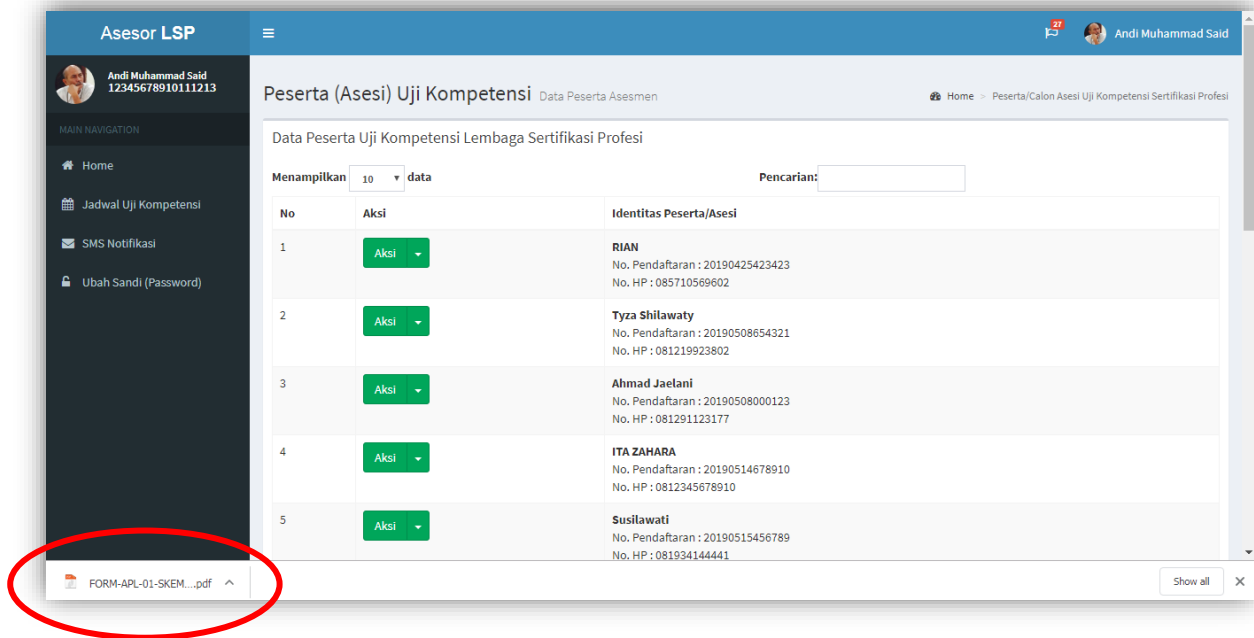 Asesor LSP
27
Andi Muhammad Said
Andi Muhammad Said
12345678910111213
MAIN NAVIGATION
Home
Jadwal Uji Kompetensi
SMS Notifikasi
Ubah Sandi (Password)
Peserta (Asesi) Uji Kompetensi Data Peserta Asesmen
Home > Peserta/Calon Asesi Uji Kompetensi Sertifikasi Profesi
Data Peserta Uji Kompetensi Lembaga Sertifikasi Profesi
Menampilkan 10 data
Pencarian:
No Aksi Identitas Peserta/Asesi
1 Aksi RIAN
No. Pendaftaran : 20190425423423
No. HP : 085710569602
2 Aksi Tyza Shilawaty
No. Pendaftaran : 20190508654321
No. HP : 081219923802
3 Aksi Ahmad Jaelani
No. Pendaftaran : 20190508000123
No. HP : 081291123177
4 Aksi ITA ZAHARA
No. Pendaftaran : 20190514678910
No. HP : 0812345678910
5 Aksi Susilawati
No. Pendaftaran : 20190515456789
No. HP : 081934144441
FORM-APL-01-SKEM....pdf
Show all